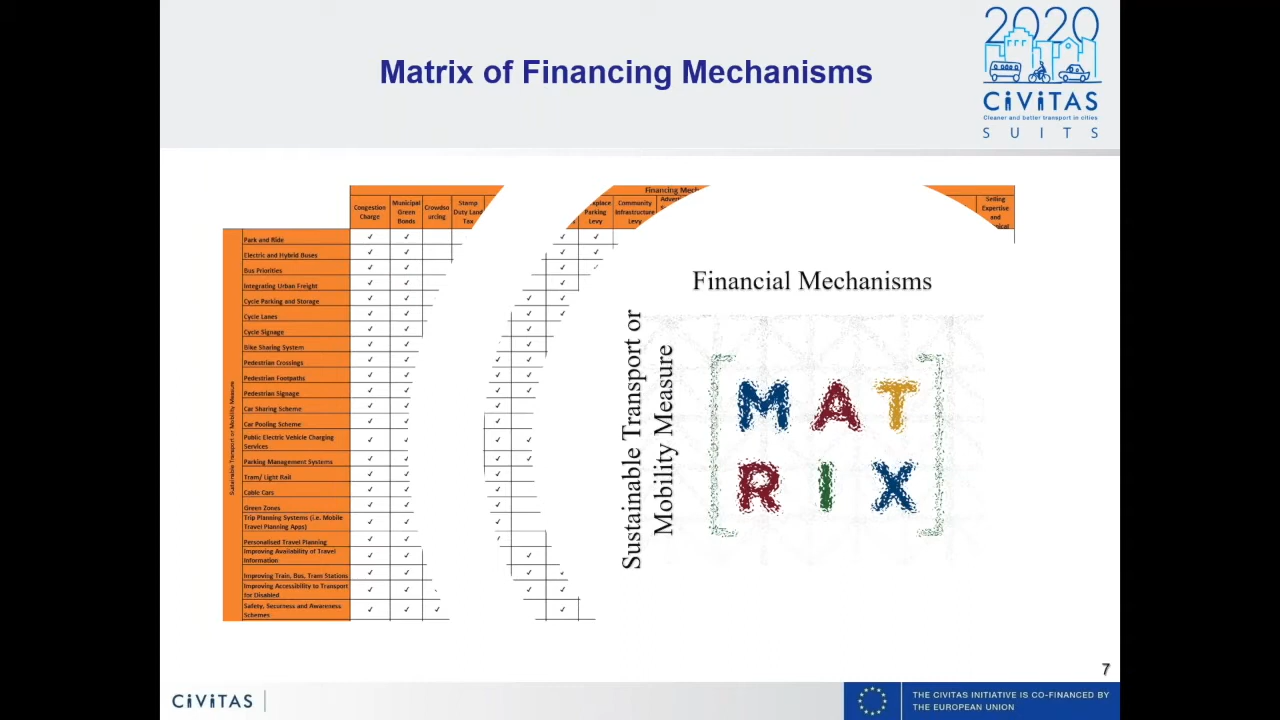 Matrix of Financing Mechanisms
2020
CiViTAS
Cleaner and better transport in cities
S U I T S
Financing Mech
Congestion
Charge
Municipal
Green
Bonds
Crowdso
urcing
Stamp
Duty Land
Tax
Parking
Levy
Community
Infrastructure
Levy
Selling
Expertise
and
Sustainable Transport or Mobility Measure
Park and Ride
Electric and Hybrid Buses
Bus Priorities
Integrating Urban Freight
Cycle Parking and Storage
Cycle Lanes
Cycle Signage
Bike Sharing System
Pedestrian Crossings
Pedestrian Footpaths
Pedestrian Signage
Car Sharing Scheme
Car Pooling Scheme
Public Electric Vehicle Charging
Services
Parking Management Systems
Tram/ Light Rail
Cable Cars
Green Zones
Trip Planning Systems (i.e. Mobile
Travel Planning Apps)
Personalised Travel Planning
Improving Availability of Travel
Information
Improving Train, Bus, Tram Stations
Improving Accessibility to Transport
for Disabled
Safety, Secureness and Awareness
Schemes
Financial Mechanisms
Sustainable Transport or
Mobility Measure
MAT
RIX
7
CiViTAS
THE CIVITAS INITIATIVE IS CO-FINANCED BY
THE EUROPEAN UNION